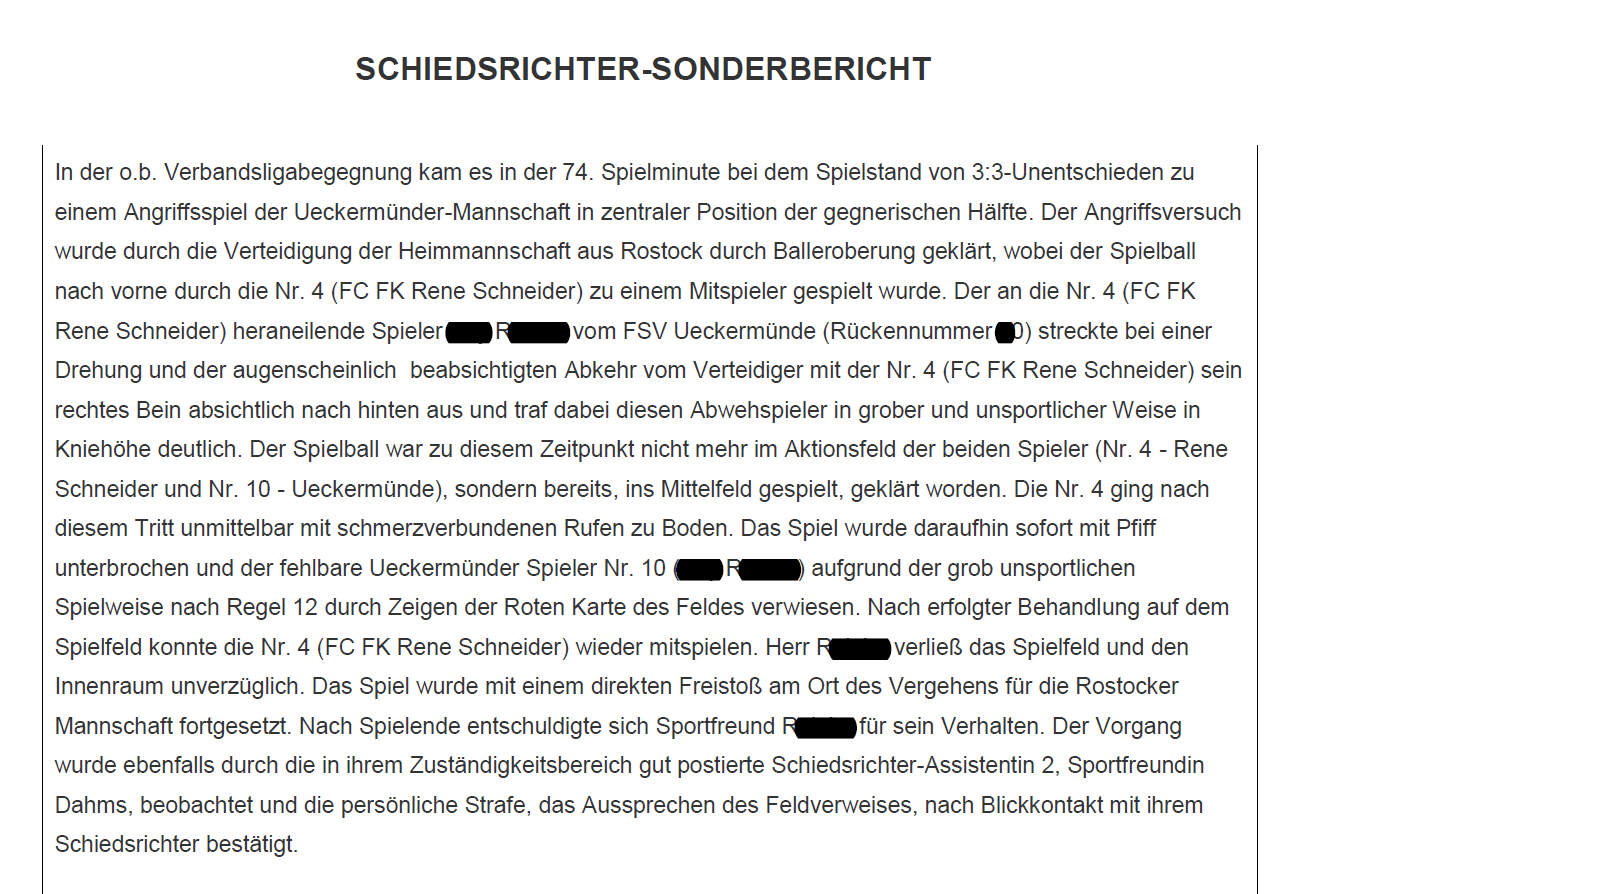 SCHIEDSRICHTER-SONDERBERICHT
In der o.b. Verbandsligabegegnung kam es in der 74. Spielminute bei dem Spielstand von 3:3-Unentschieden zu
einem Angriffsspiel der Ueckermünder-Mannschaft in zentraler Position der gegnerischen Hälfte. Der Angriffsversuch
wurde durch die Verteidigung der Heimmannschaft aus Rostock durch Balleroberung geklärt, wobei der Spielball
nach vorne durch die Nr. 4 (FC FK Rene Schneider) zu einem Mitspieler gespielt wurde. Der an die Nr. 4 (FC FK
Rene Schneider) heraneilende Spieler R vom FSV Ueckermünde (Rückennummer 0) streckte bei einer
Drehung und der augenscheinlich  beabsichtigten Abkehr vom Verteidiger mit der Nr. 4 (FC FK Rene Schneider) sein
rechtes Bein absichtlich nach hinten aus und traf dabei diesen Abwehspieler in grober und unsportlicher Weise in
Kniehöhe deutlich. Der Spielball war zu diesem Zeitpunkt nicht mehr im Aktionsfeld der beiden Spieler (Nr. 4 - Rene
Schneider und Nr. 10 - Ueckermünde), sondern bereits, ins Mittelfeld gespielt, geklärt worden. Die Nr. 4 ging nach
diesem Tritt unmittelbar mit schmerzverbundenen Rufen zu Boden. Das Spiel wurde daraufhin sofort mit Pfiff
unterbrochen und der fehlbare Ueckermünder Spieler Nr. 10 ( R ) aufgrund der grob unsportlichen
Spielweise nach Regel 12 durch Zeigen der Roten Karte des Feldes verwiesen. Nach erfolgter Behandlung auf dem
Spielfeld konnte die Nr. 4 (FC FK Rene Schneider) wieder mitspielen. Herr R verließ das Spielfeld und den
Innenraum unverzüglich. Das Spiel wurde mit einem direkten Freistoß am Ort des Vergehens für die Rostocker
Mannschaft fortgesetzt. Nach Spielende entschuldigte sich Sportfreund R für sein Verhalten. Der Vorgang
wurde ebenfalls durch die in ihrem Zuständigkeitsbereich gut postierte Schiedsrichter-Assistentin 2, Sportfreundin
Dahms, beobachtet und die persönliche Strafe, das Aussprechen des Feldverweises, nach Blickkontakt mit ihrem
Schiedsrichter bestätigt.